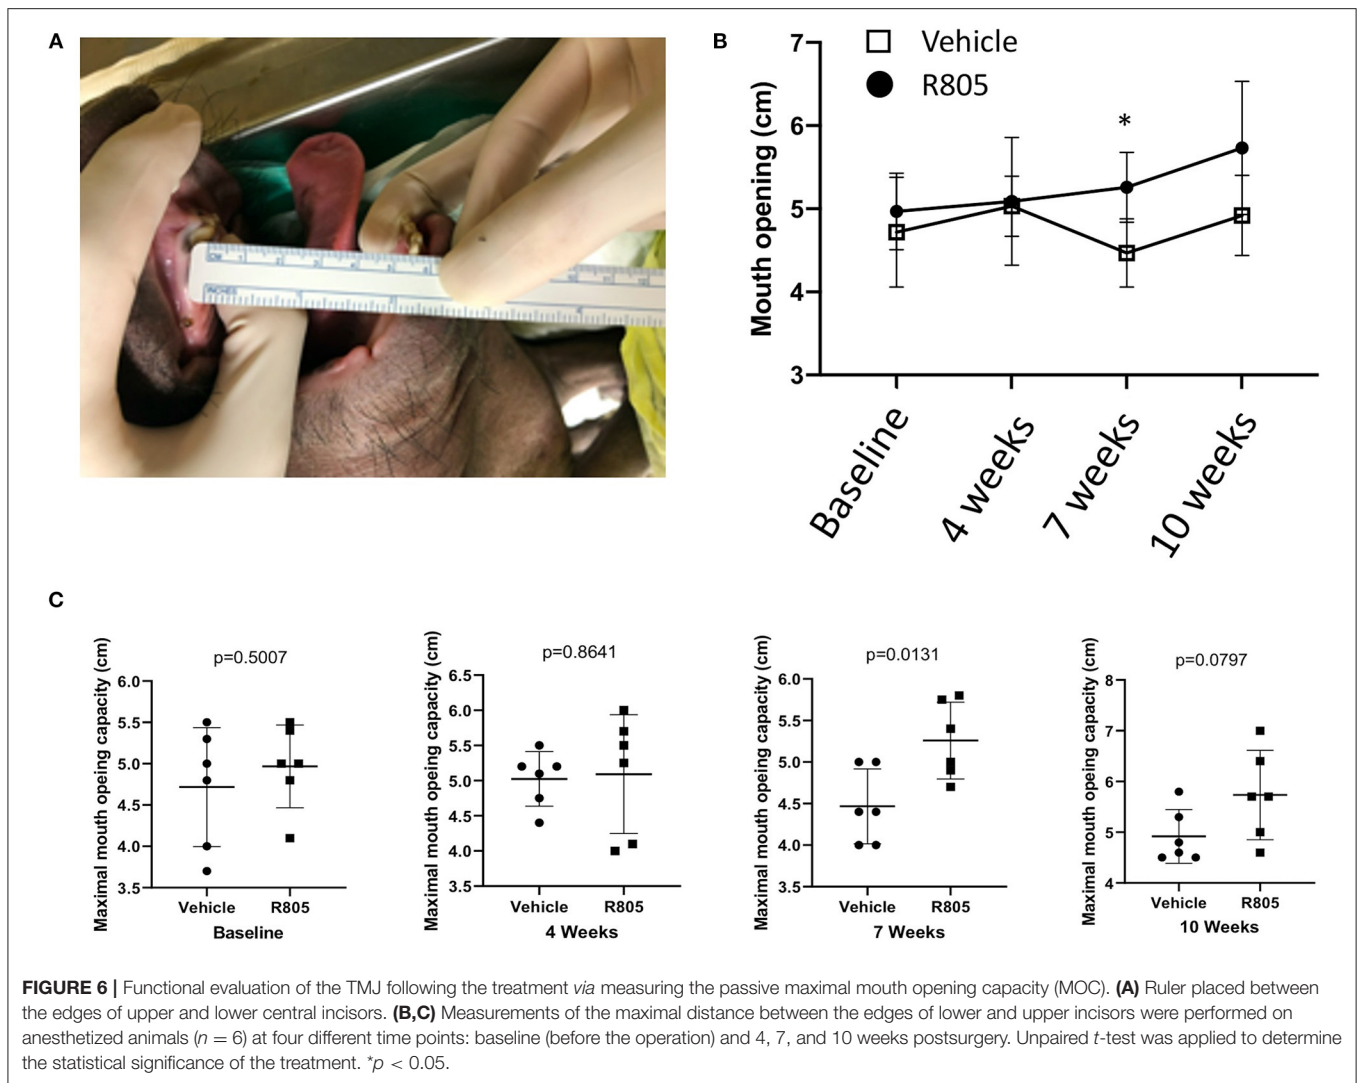 A
CM 1 2 3 4
INCHES
B
Vehicle
R805
Mouth opening (cm)
7
6
5
4
3
*
Baseline
4 weeks
7 weeks
10 weeks
C
Maximal mouth opeing capacity (cm)
p=0.5007
6.0
5.5
5.0
4.5
4.0
3.5
Vehicle R805
Baseline
Maximal mouth opeing capacity (cm)
p=0.8641
6.5
6.0
5.5
5.0
4.5
4.0
3.5
Vehicle R805
4 Weeks
Maximal mouth opeing capacity (cm)
p=0.0131
6.0
5.5
5.0
4.5
4.0
3.5
Vehicle R805
7 Weeks
Maximal mouth opeing capacity (cm)
p=0.0797
8
7
6
5
4
Vehicle R805
10 Weeks
FIGURE 6 | Functional evaluation of the TMJ following the treatment via measuring the passive maximal mouth opening capacity (MOC). (A) Ruler placed between
the edges of upper and lower central incisors. (B,C) Measurements of the maximal distance between the edges of lower and upper incisors were performed on
anesthetized animals (n = 6) at four different time points: baseline (before the operation) and 4, 7, and 10 weeks postsurgery. Unpaired t-test was applied to determine
the statistical significance of the treatment. *p < 0.05.